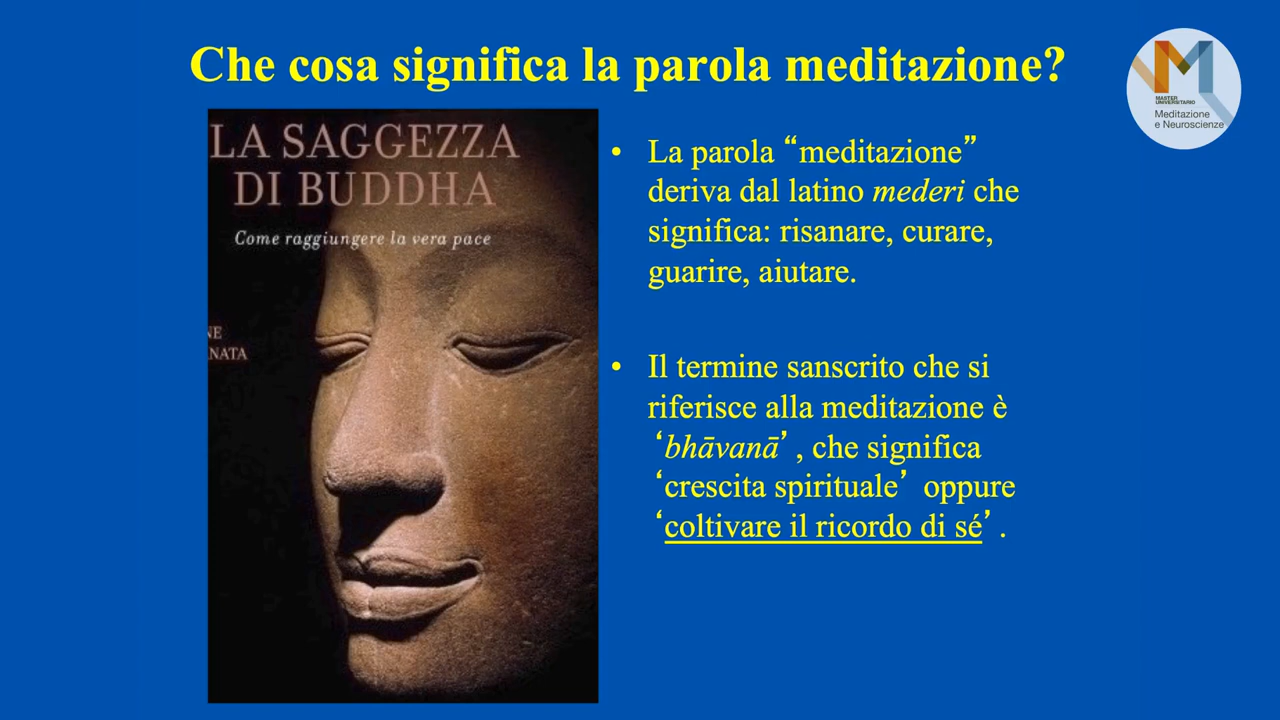 Che cosa significa la parola meditazione?
MASTER
UNIVERSITARIO
Meditazione
e Neuroscienze
LA SAGGEZZA
DI BUDDHA
Come raggiungere la vera pace
NE
NATA
• La parola “meditazione”
deriva dal latino mederi che
significa: risanare, curare,
guarire, aiutare.
• Il termine sanscrito che si
riferisce alla meditazione è
‘bhāvanā’ , che significa
‘crescita spirituale’ oppure
‘coltivare il ricordo di sé’ .